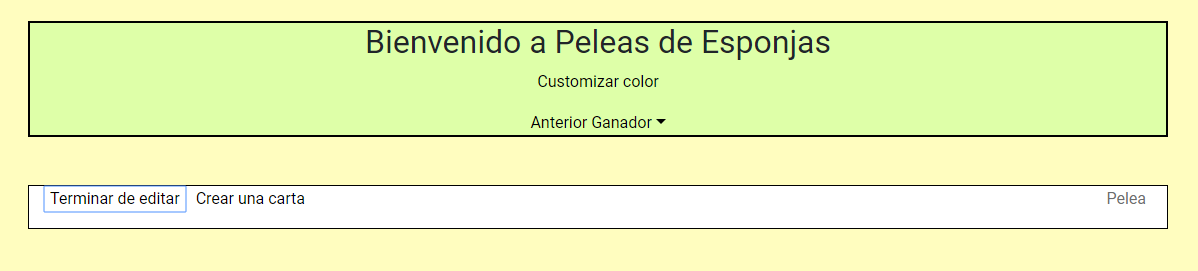 Bienvenido a Peleas de Esponjas
Customizar color
Anterior Ganador
Terminar de editar Crear una carta Pelea